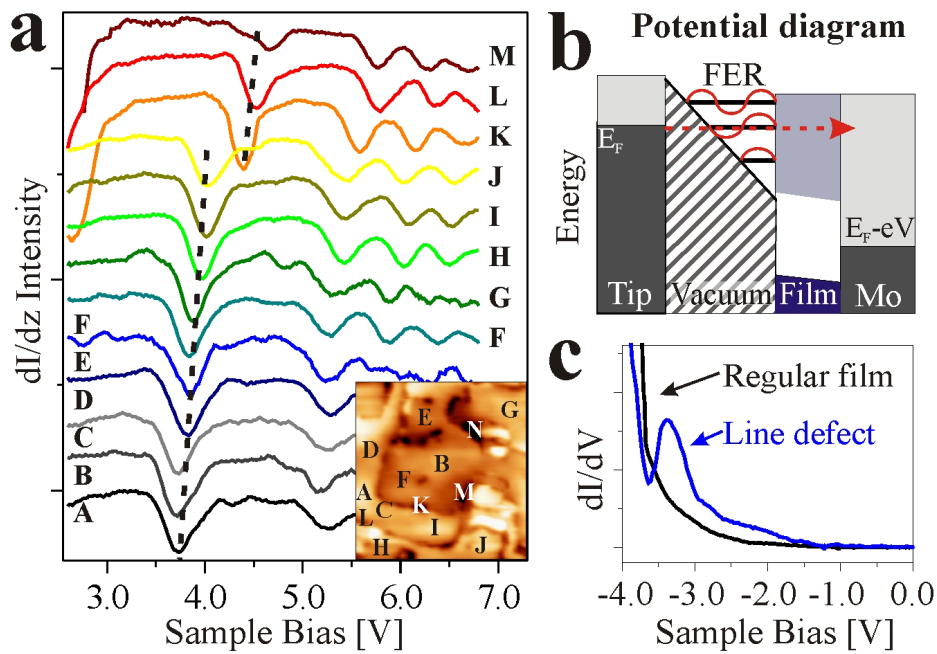 a
dI/dz Intensity
M
L
K
J
I
H
G
F
F
E
D
C
B
A
E
G
N
D
B
F
A
K
M
C
L
I
H
J
3.0 4.0 5.0 6.0 7.0
Sample Bias [V]
b Potential diagram
FER
E_F
E_F-eV
Energy
Tip Vacuum Film Mo
c
Regular film
Line defect
dI/dV
-4.0 -3.0 -2.0 -1.0 0.0
Sample Bias [V]